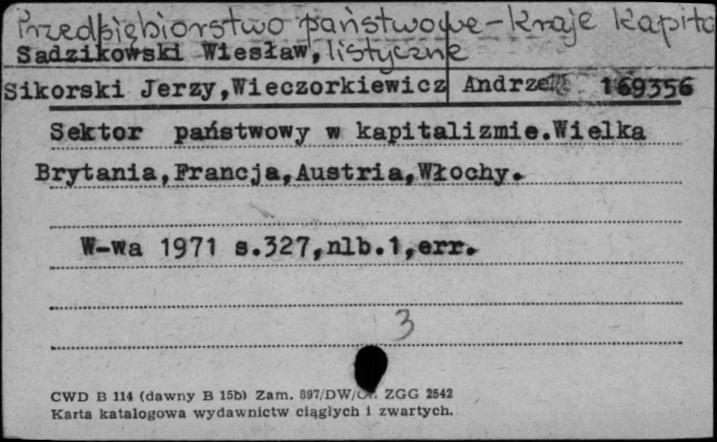 Przedsiębiorstwo państwowe - kraje kapita
listyczne
Sadzikowski Wiesław,
Sikorski Jerzy,Wieczorkiewicz Andrzej 169356
Sektor państwowy w kapitalizmie.Wielka
Brytania,Francja,Austria,Włochy.
W-wa 1971 s.327,nlb.1,err.
3
CWD B 114 (dawny B 15b) Zam. 897/DW/ ZGG 2542
Karta katalogowa wydawnictw ciągłych i zwartych.